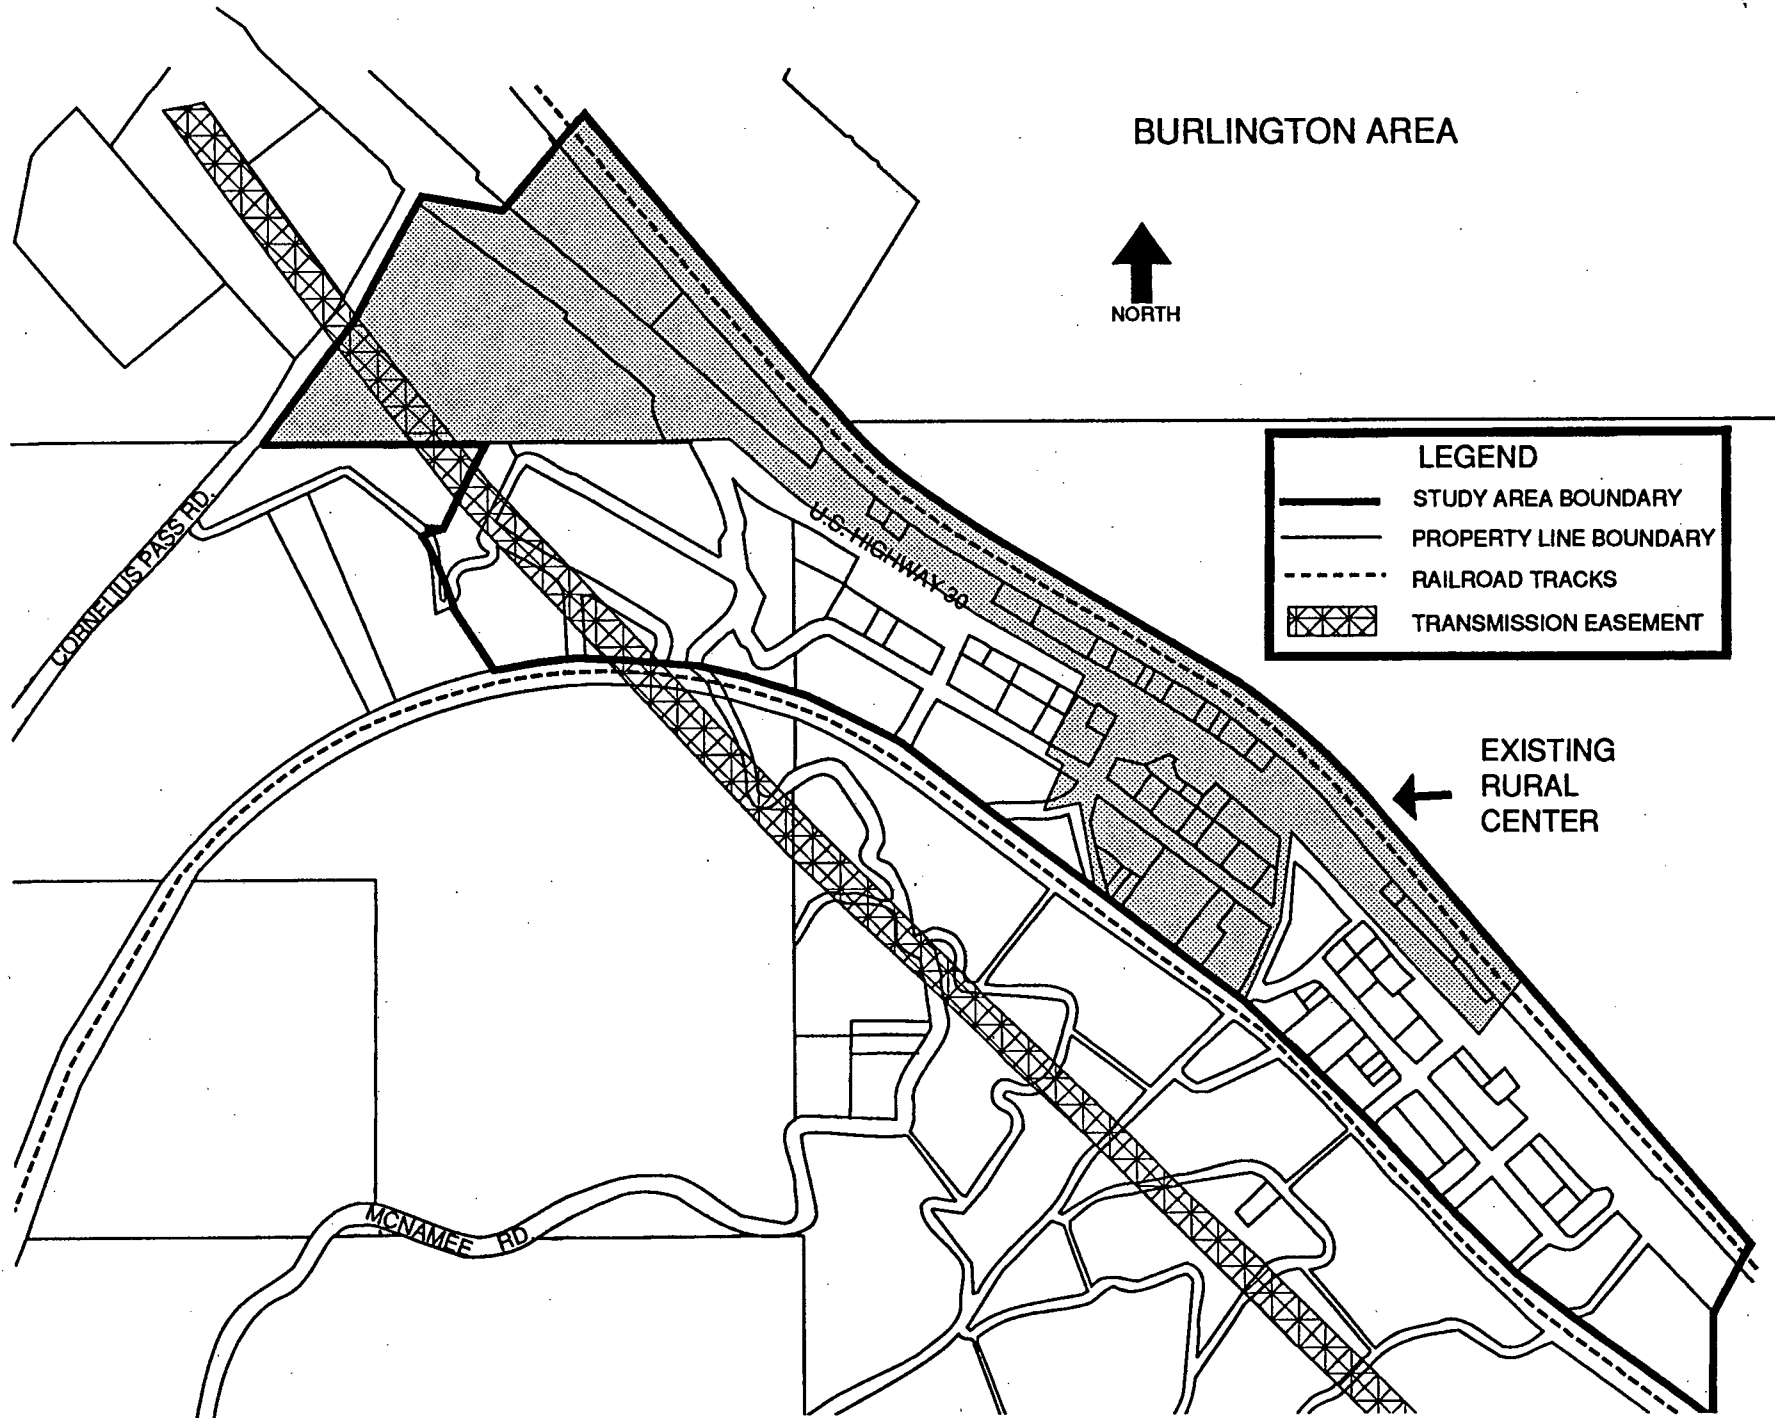 BURLINGTON AREA
NORTH
LEGEND
STUDY AREA BOUNDARY
PROPERTY LINE BOUNDARY
RAILROAD TRACKS
TRANSMISSION EASEMENT
U.S. HIGHWAY 30
CORNELIUS PASS RD.
EXISTING
RURAL
CENTER
MCNAMEE RD.